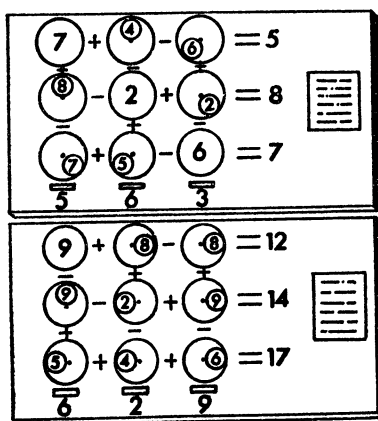 7 + 4 - 6 = 5
+ - +
8 - 2 + 2 = 8
- + -
7 + 5 - 6 = 7
= = =
5 6 3
9 + 8 - 8 = 12
- + +
9 - 2 + 9 = 14
+ - -
5 + 4 + 6 = 17
= = =
6 2 9